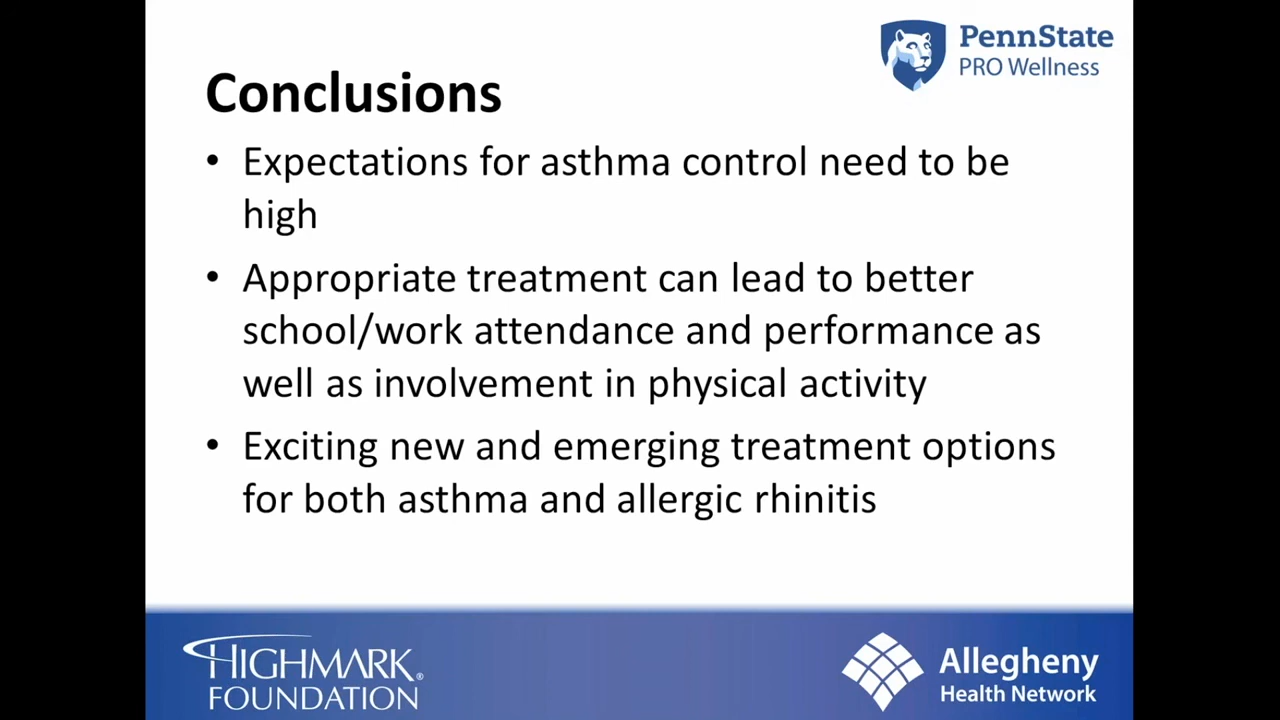 PennState
PRO Wellness
Conclusions
• Expectations for asthma control need to be
high
• Appropriate treatment can lead to better
school/work attendance and performance as
well as involvement in physical activity
• Exciting new and emerging treatment options
for both asthma and allergic rhinitis
HIGHMARK®
FOUNDATION
Allegheny
Health Network